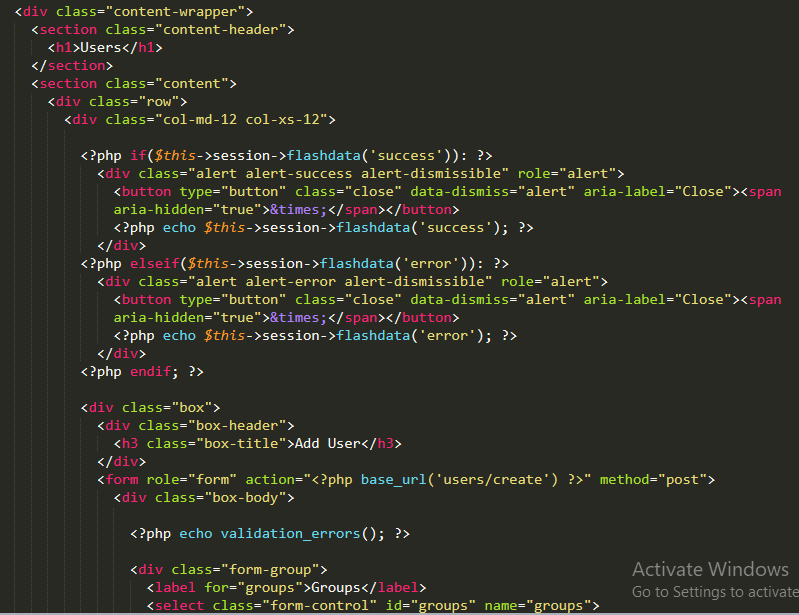 <div class="content-wrapper">
<section class="content-header">
<h1>Users</h1>
</section>
<section class="content">
<div class="row">
<div class="col-md-12 col-xs-12">
<?php if($this->session->flashdata('success')): ?>
<div class="alert alert-success alert-dismissible" role="alert">
<button type="button" class="close" data-dismiss="alert" aria-label="Close"><span
aria-hidden="true">&times;</span></button>
<?php echo $this->session->flashdata('success'); ?>
</div>
<?php elseif($this->session->flashdata('error')): ?>
<div class="alert alert-error alert-dismissible" role="alert">
<button type="button" class="close" data-dismiss="alert" aria-label="Close"><span
aria-hidden="true">&times;</span></button>
<?php echo $this->session->flashdata('error'); ?>
</div>
<?php endif; ?>
<div class="box">
<div class="box-header">
<h3 class="box-title">Add User</h3>
</div>
<form role="form" action="<?php base_url('users/create') ?>" method="post">
<div class="box-body">
<?php echo validation_errors(); ?>
<div class="form-group">
<label for="groups">Groups</label>
<select class="form-control" id="groups" name="groups">
Activate Windows
Go to Settings to activate